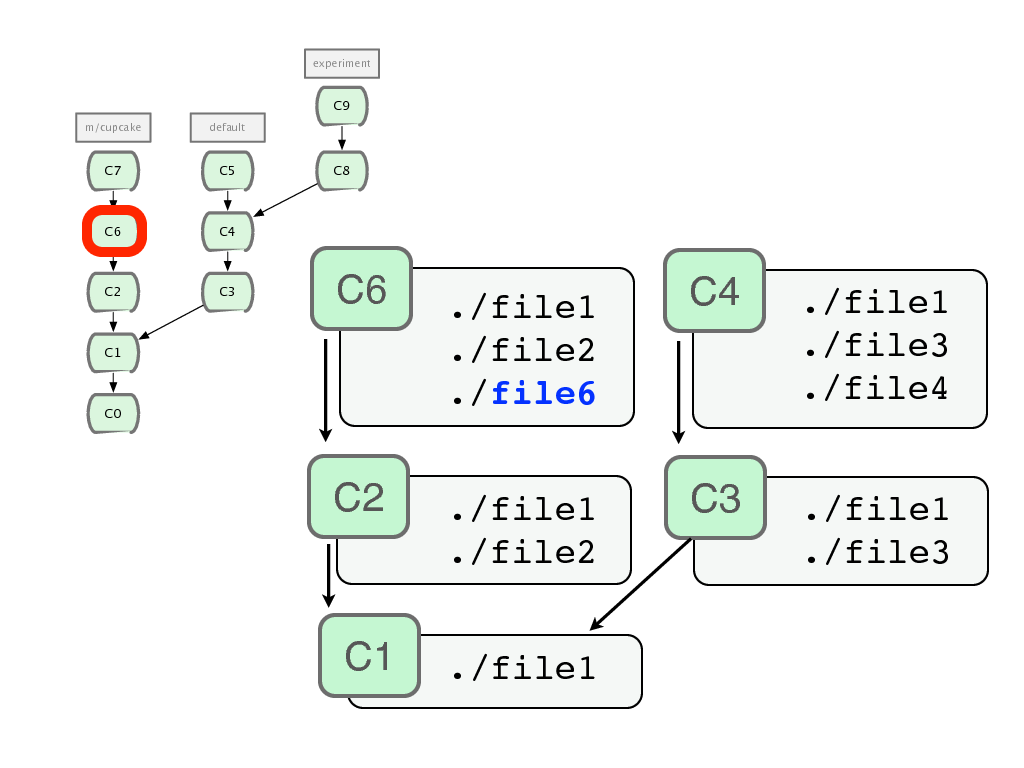 experiment
C9
m/cupcake
default
C7
C5
C8
C6
C4
C2
C3
C1
C0
C6
./file1
./file2
./file6
C4
./file1
./file3
./file4
C2
./file1
./file2
C3
./file1
./file3
C1
./file1